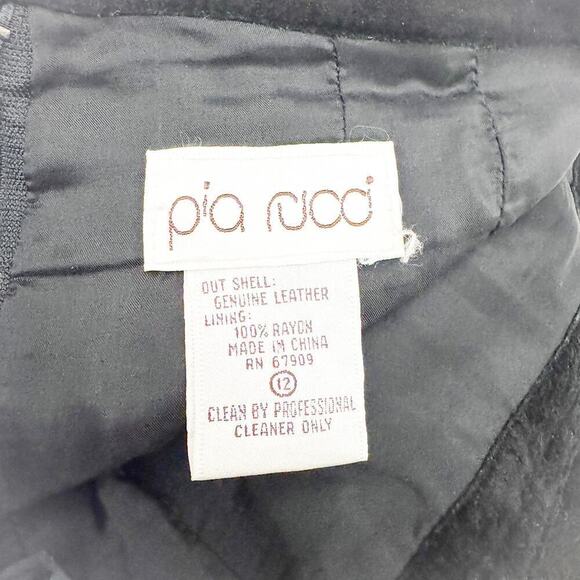 pia rucci
OUT SHELL:
GENUINE LEATHER
LINING:
100% RAYON
MADE IN CHINA
RN 67909
12
CLEAN BY PROFESSIONAL
CLEANER ONLY